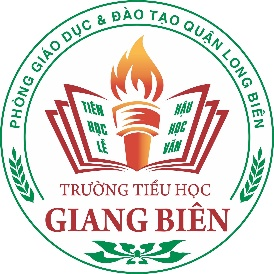 PHÒNG GIÁO DỤC & ĐÀO TẠO QUẬN LONG BIÊN
TIÊN
HỌC
LỄ
HẬU
HỌC
VĂN
TRƯỜNG TIỂU HỌC
GIANG BIÊN